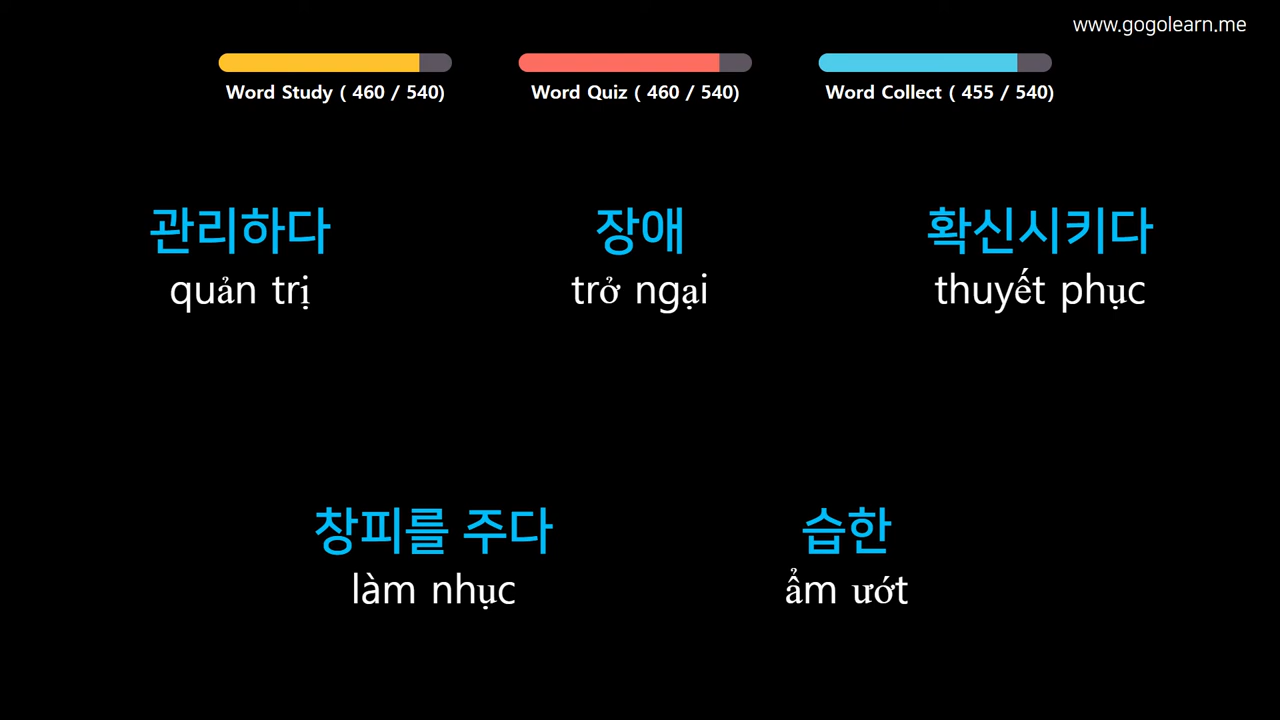 www.gogolearn.me
Word Study ( 460 / 540)
Word Quiz ( 460 / 540)
Word Collect ( 455 / 540)
관리하다
quản trị
장애
trở ngại
확신시키다
thuyết phục
창피를 주다
làm nhục
습한
ẩm ướt